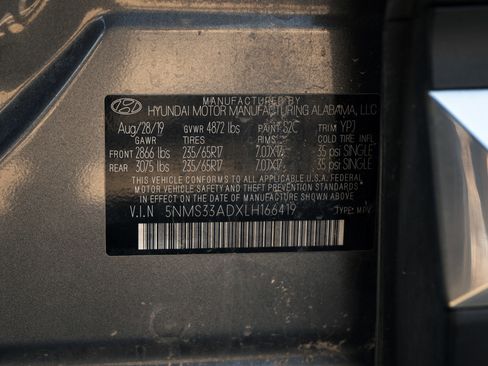 MANUFACTURED BY
HYUNDAI MOTOR MANUFACTURING ALABAMA, LLC
Aug/28/19 GVWR 4872 lbs PAINT S2C TRIM YPJ
GAWR TIRES RIMS COLD TIRE INFL.
FRONT 2866 lbs 235/65R17 7.0JX17 35 psi SINGLE
REAR 3075 lbs 235/65R17 7.0JX17 35 psi SINGLE
THIS VEHICLE CONFORMS TO ALL APPLICABLE U.S.A. FEDERAL
MOTOR VEHICLE SAFETY AND THEFT PREVENTION STANDARDS
IN EFFECT ON THE DATE OF MANUFACTURE SHOWN ABOVE.
V.I.N 5NMS33ADXLH166419 TYPE: MPV